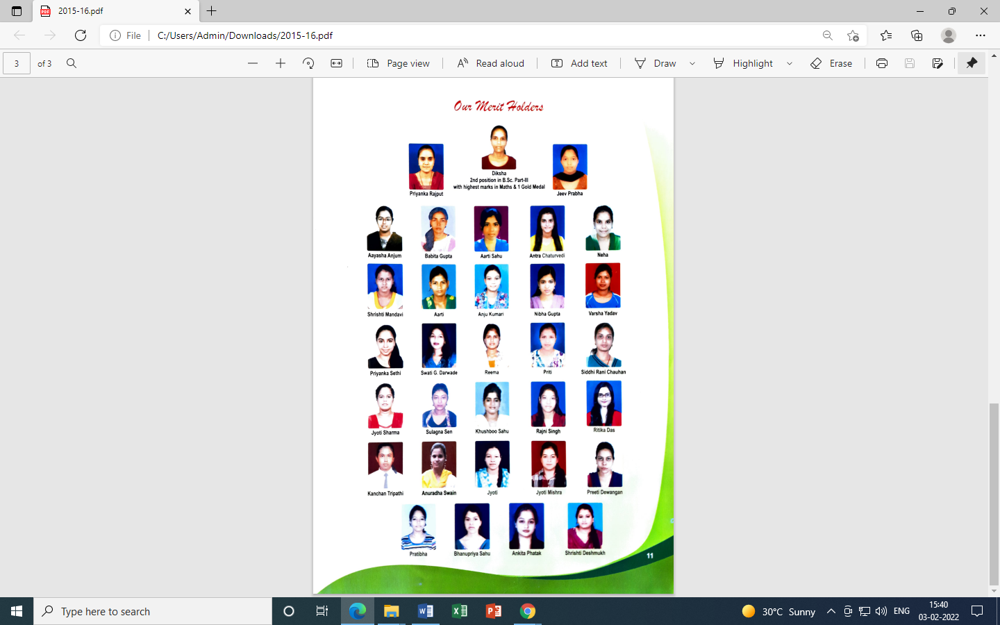 2015-16.pdf
File
C:/Users/Admin/Downloads/2015-16.pdf
3 of 3
Page view
Read aloud
Add text
Draw
Highlight
Erase
Our Merit Holders
Diksha
2nd position in B.Sc. Part-III
with highest marks in Maths & 1 Gold Medal
Priyanka Rajput
Jeev Prabha
Aayasha Anjum Babita Gupta Aarti Sahu Antra Chaturvedi Neha
Shrishti Mandavi Aarti Anju Kumari Nibha Gupta Varsha Yadav
Priyanka Sethi Swati G. Darwade Reema Priti Siddhi Rani Chauhan
Jyoti Sharma Sulagna Sen Khushboo Sahu Rajni Singh Ritika Das
Kanchan Tripathi Anuradha Swain Jyoti Jyoti Mishra Preeti Dewangan
Pratibha Bhanupriya Sahu Ankita Phatak Shrishti Deshmukh
11
Type here to search
30°C Sunny
ENG
15:40
03-02-2022